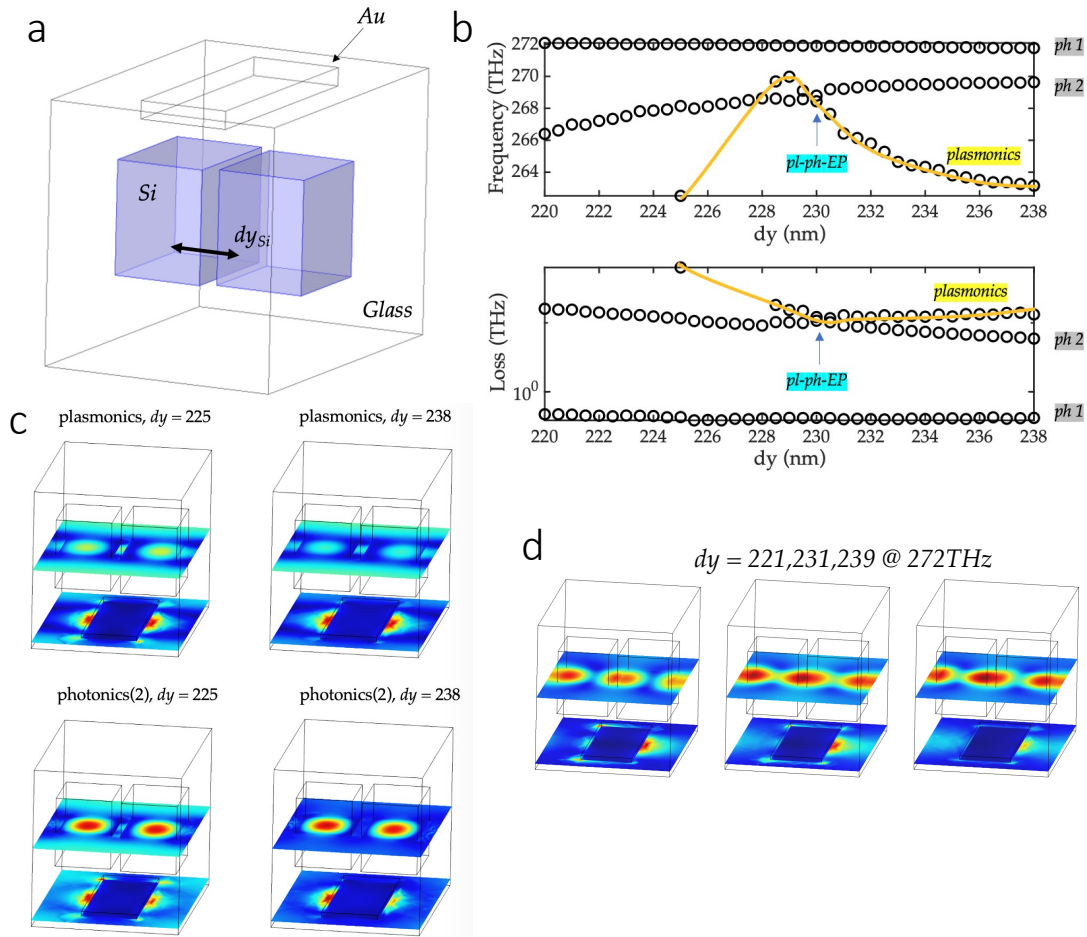 a
Au
Si
dySi
Glass
b
Frequency (THz)
272
270
268
266
264
220 222 224 226 228 230 232 234 236 238
dy (nm)
pl-ph-EP
plasmonics
ph 1
ph 2
Loss (THz)
10^0
220 222 224 226 228 230 232 234 236 238
dy (nm)
pl-ph-EP
plasmonics
ph 2
ph 1
c
plasmonics, dy = 225
plasmonics, dy = 238
photonics(2), dy = 225
photonics(2), dy = 238
d
dy = 221,231,239 @ 272THz